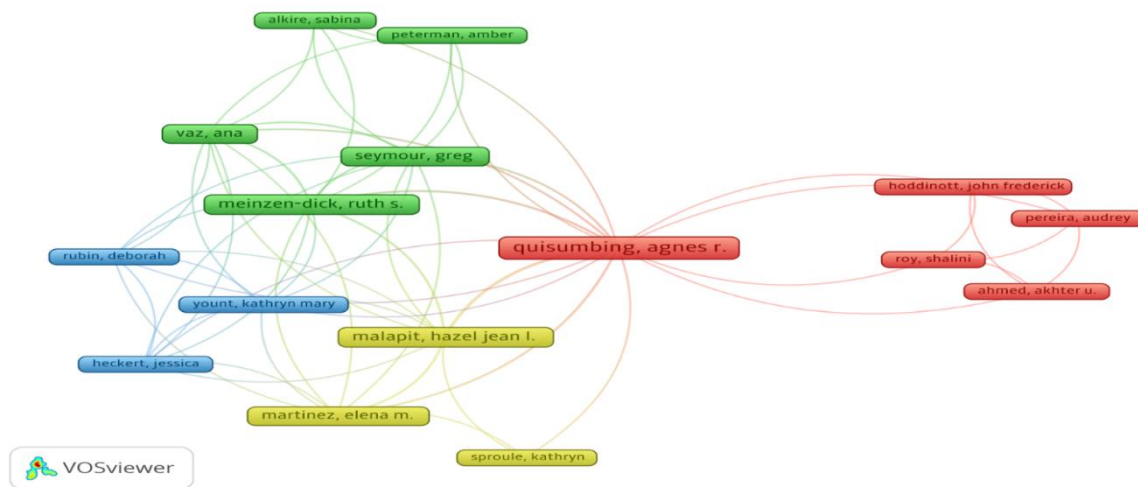 alkire, sabina
peterman, amber
vaz, ana
seymour, greg
hoddinott, john frederick
meinzen-dick, ruth s.
pereira, audrey
quisumbing, agnes r.
rubin, deborah
roy, shalini
ahmed, akhter u.
yount, kathryn mary
malapit, hazel jean l.
heckert, jessica
martinez, elena m.
sproule, kathryn
VOSviewer